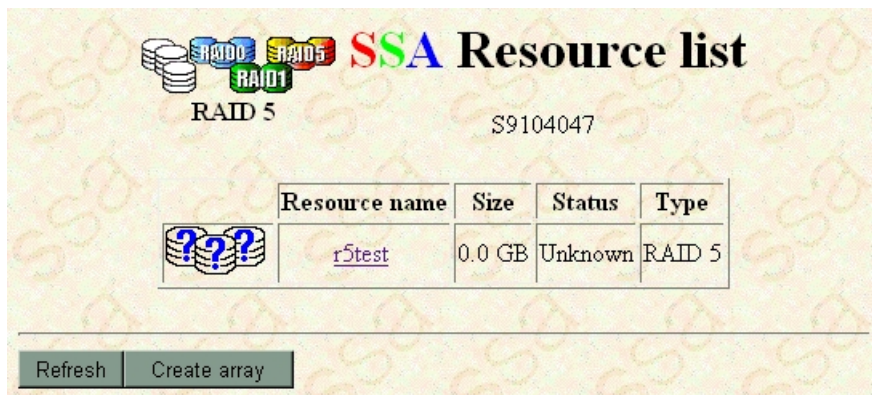 RAID0 RAID5 SSA Resource list
RAID1
RAID 5
S9104047
Resource name Size Status Type
??? r5test 0.0 GB Unknown RAID 5
Refresh Create array